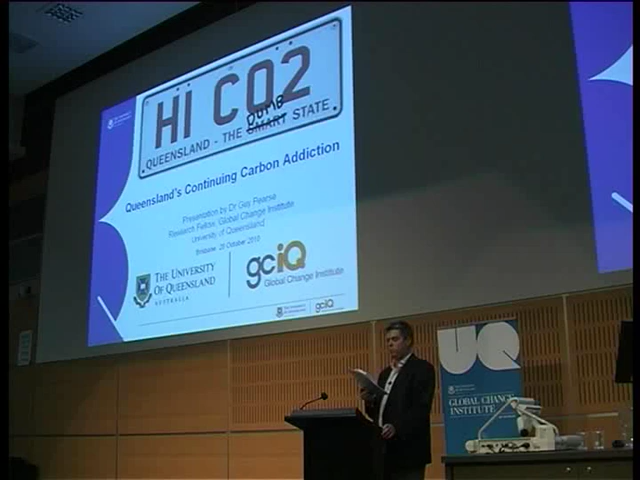 HI CO2
QUEENSLAND - THE SMART STATE
Queensland's Continuing Carbon Addiction
Presentation by Dr Guy Pearse
Research Fellow, Global Change Institute
University of Queensland
Brisbane, 20 October 2010
THE UNIVERSITY
OF QUEENSLAND
AUSTRALIA
gciQ
Global Change Institute
gciQ
UQ
GLOBAL CHANGE
INSTITUTE